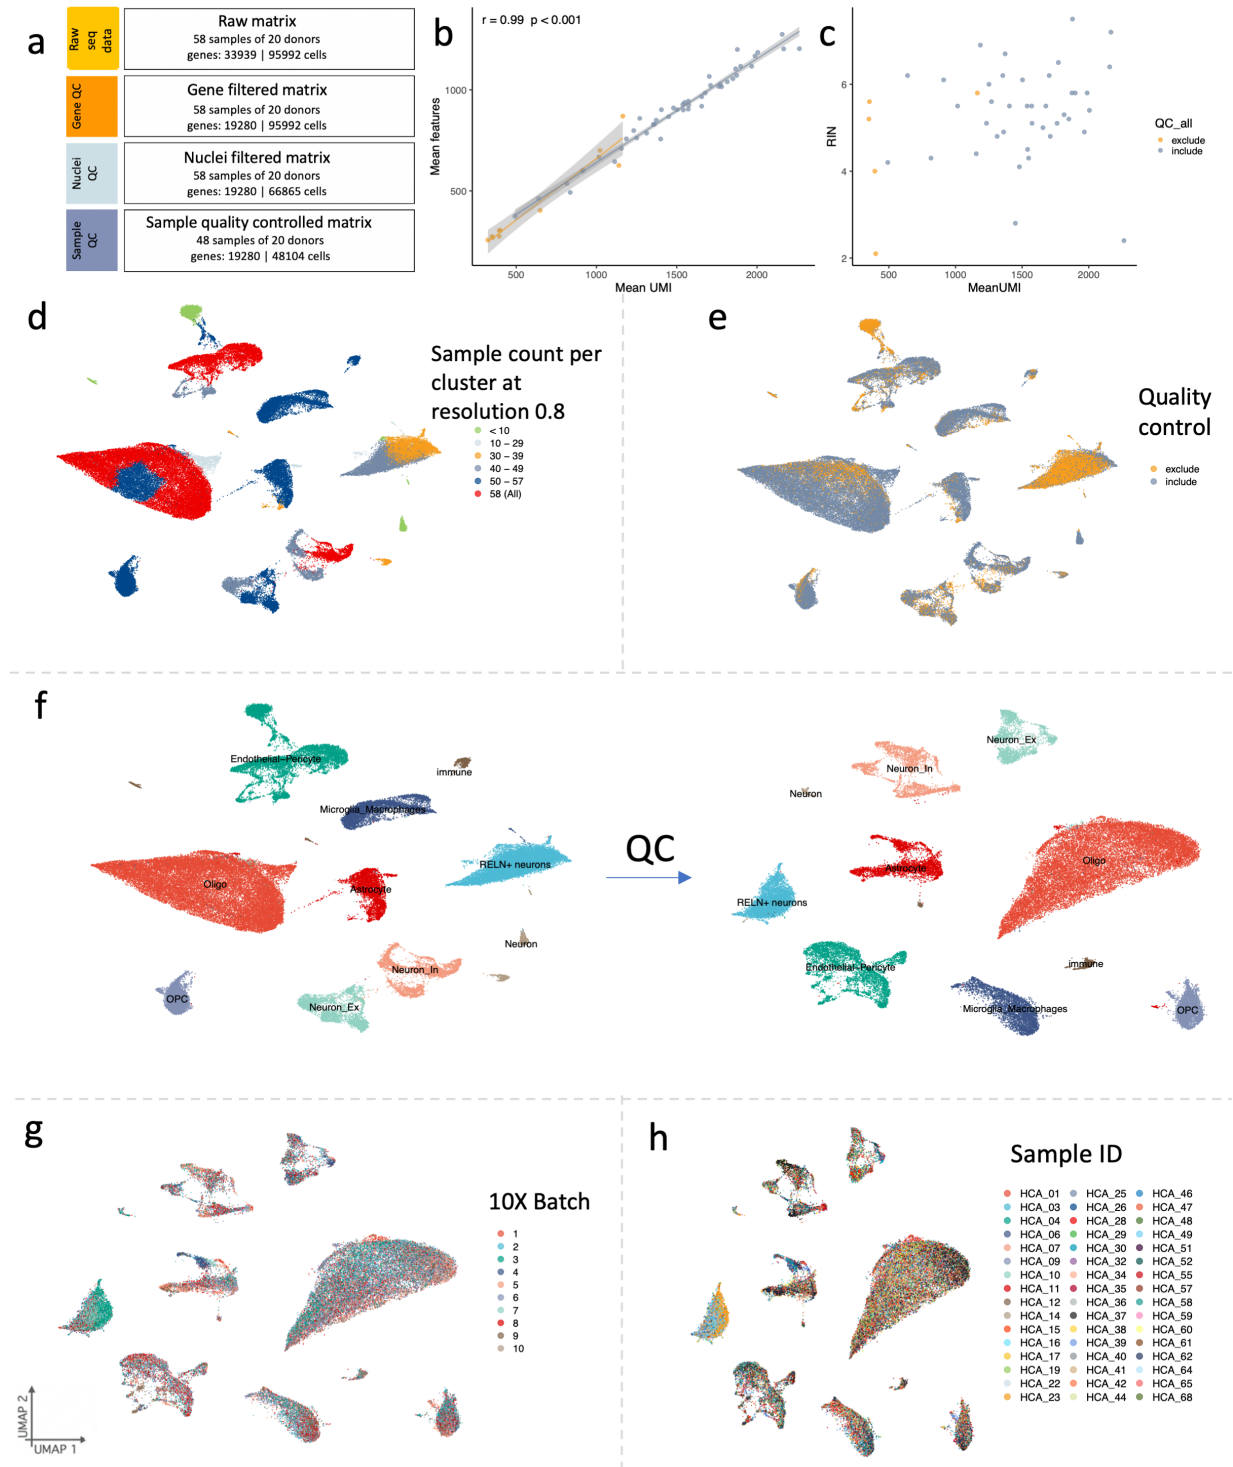 a
Raw
seq
data
Raw matrix
58 samples of 20 donors
genes: 33939 | 95992 cells
Gene QC
Gene filtered matrix
58 samples of 20 donors
genes: 19280 | 95992 cells
Nuclei
QC
Nuclei filtered matrix
58 samples of 20 donors
genes: 19280 | 66865 cells
Sample
QC
Sample quality controlled matrix
48 samples of 20 donors
genes: 19280 | 48104 cells
b
r = 0.99 p < 0.001
Mean features
1000
500
500
1000
1500
2000
Mean UMI
c
RIN
6
4
2
500
1000
1500
2000
MeanUMI
QC_all
exclude
include
d
Sample count per
cluster at
resolution 0.8
< 10
10 – 29
30 – 39
40 – 49
50 – 57
58 (All)
e
Quality
control
exclude
include
f
Endothelial-Pericyte
immune
Microglia_Macrophages
RELN+ neurons
Oligo
Astrocyte
Neuron
Neuron_In
OPC
Neuron_Ex
QC
Neuron_Ex
Neuron_In
Neuron
Oligo
Astrocyte
RELN+ neurons
Endothelial-Pericyte
immune
Microglia_Macrophages
OPC
g
10X Batch
1
2
3
4
5
6
7
8
9
10
UMAP 2
UMAP 1
h
Sample ID
HCA_01 HCA_25 HCA_46
HCA_03 HCA_26 HCA_47
HCA_04 HCA_28 HCA_48
HCA_06 HCA_29 HCA_49
HCA_07 HCA_30 HCA_51
HCA_09 HCA_32 HCA_52
HCA_10 HCA_34 HCA_55
HCA_11 HCA_35 HCA_57
HCA_12 HCA_36 HCA_58
HCA_14 HCA_37 HCA_59
HCA_15 HCA_38 HCA_60
HCA_16 HCA_39 HCA_61
HCA_17 HCA_40 HCA_62
HCA_19 HCA_41 HCA_64
HCA_22 HCA_42 HCA_65
HCA_23 HCA_44 HCA_68